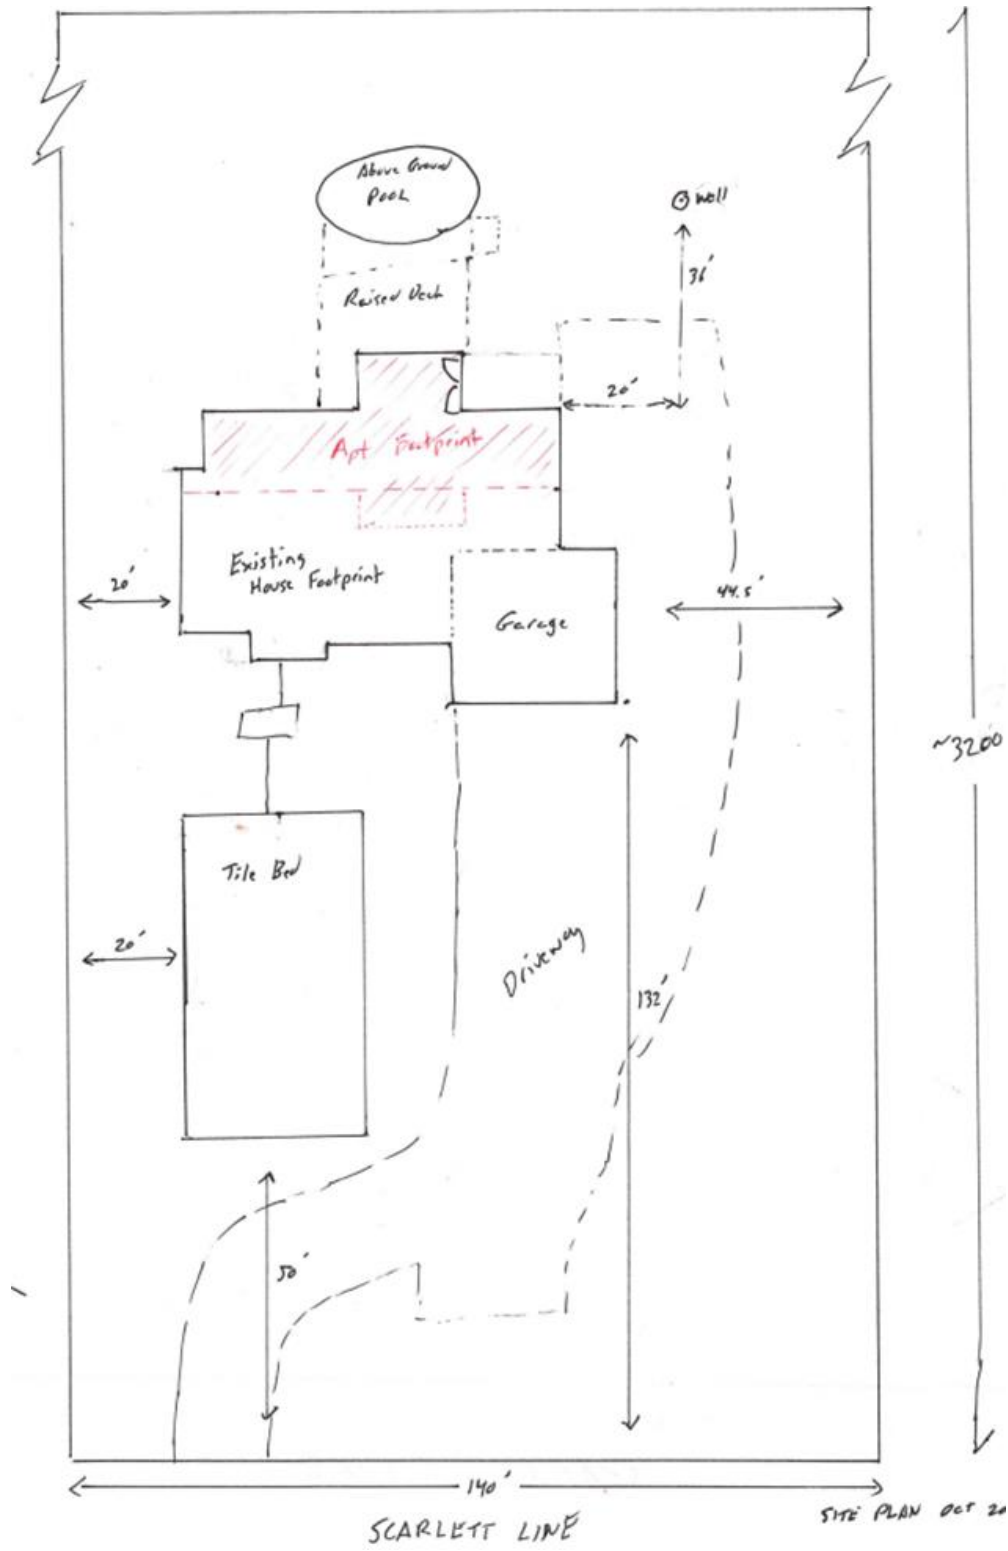 Above Ground
Pool
well
36'
Raised Deck
20'
Apt Footprint
Existing
House Footprint
20'
44.5'
Garage
~3200
Tile Bed
20'
Driveway
132'
50'
140'
SCARLETT LINE
SITE PLAN OCT 20